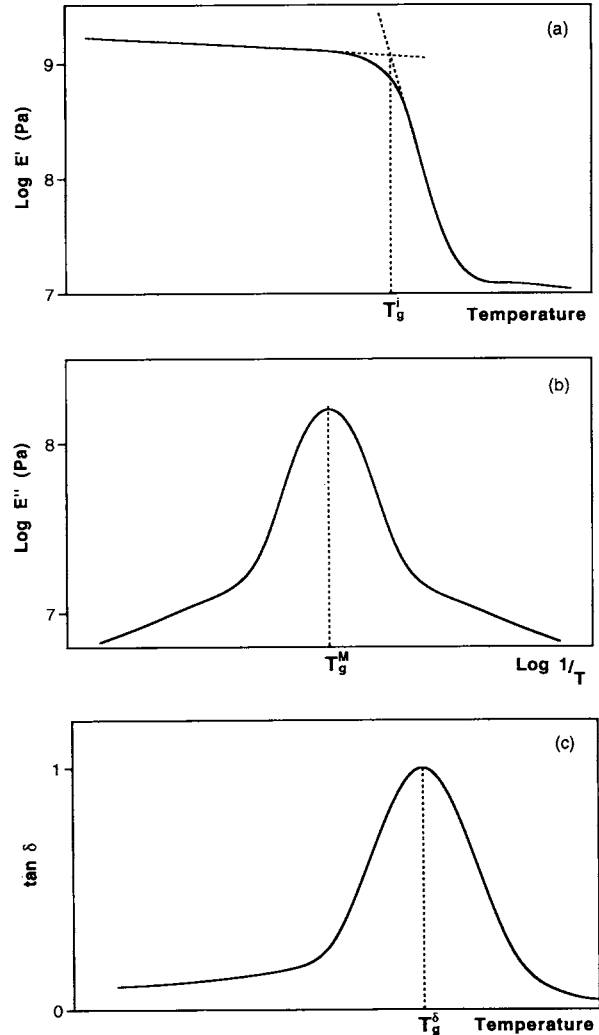 (a)
9
8
7
Log E' (Pa)
T_g^i
Temperature
(b)
8
7
Log E'' (Pa)
T_g^M
Log 1/T
(c)
1
0
tan δ
T_g^δ
Temperature